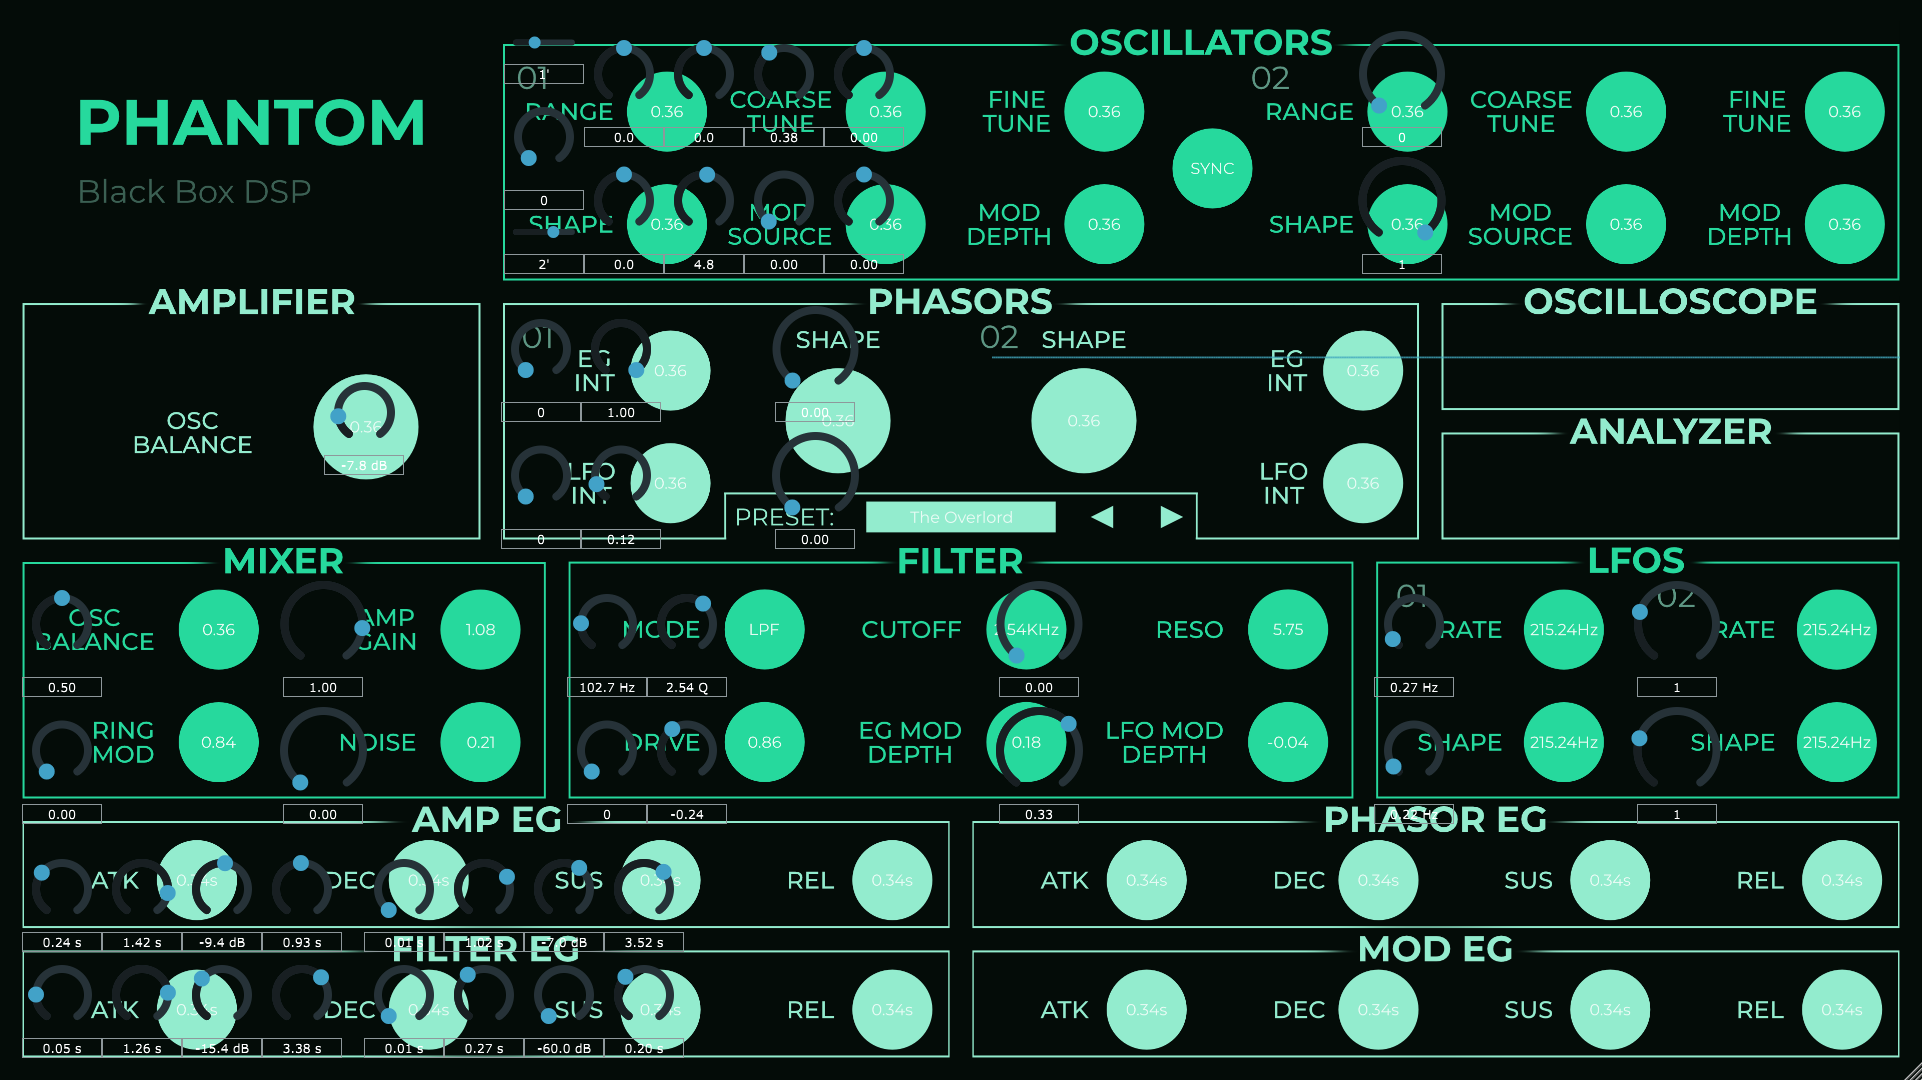 PHANTOM
Black Box DSP
OSCILLATORS
01
1'
RANGE
0.36
COARSE
TUNE
0.36
FINE
TUNE
0.36
0.0
0.0
0.38
0.00
0
SHAPE
0.36
MOD
SOURCE
0.36
MOD
DEPTH
0.36
2'
0.0
4.8
0.00
0.00
SYNC
02
RANGE
0.36
COARSE
TUNE
0.36
FINE
TUNE
0.36
0
SHAPE
0.36
MOD
SOURCE
0.36
MOD
DEPTH
0.36
1
AMPLIFIER
OSC
BALANCE
0.36
-7.8 dB
PHASORS
01
EG
INT
0.36
SHAPE
0.36
0
1.00
0.00
LFO
INT
0.36
0
0.12
0.00
02
SHAPE
0.36
EG
INT
0.36
LFO
INT
0.36
PRESET:
The Overlord
OSCILLOSCOPE
ANALYZER
MIXER
OSC
BALANCE
0.36
AMP
GAIN
1.08
0.50
1.00
RING
MOD
0.84
NOISE
0.21
0.00
0.00
FILTER
MODE
LPF
CUTOFF
2.54KHz
RESO
5.75
102.7 Hz
2.54 Q
0.00
DRIVE
0.86
EG MOD
DEPTH
0.18
LFO MOD
DEPTH
-0.04
0
-0.24
0.33
LFOS
01
RATE
215.24Hz
02
RATE
215.24Hz
0.27 Hz
1
SHAPE
215.24Hz
SHAPE
215.24Hz
0.22 Hz
1
AMP EG
ATK
0.34s
DEC
0.34s
SUS
0.34s
REL
0.34s
0.24 s
1.42 s
-9.4 dB
0.93 s
0.01 s
1.02 s
-7.0 dB
3.52 s
PHASOR EG
ATK
0.34s
DEC
0.34s
SUS
0.34s
REL
0.34s
FILTER EG
ATK
0.34s
DEC
0.34s
SUS
0.34s
REL
0.34s
0.05 s
1.26 s
-15.4 dB
3.38 s
0.01 s
0.27 s
-60.0 dB
0.20 s
MOD EG
ATK
0.34s
DEC
0.34s
SUS
0.34s
REL
0.34s